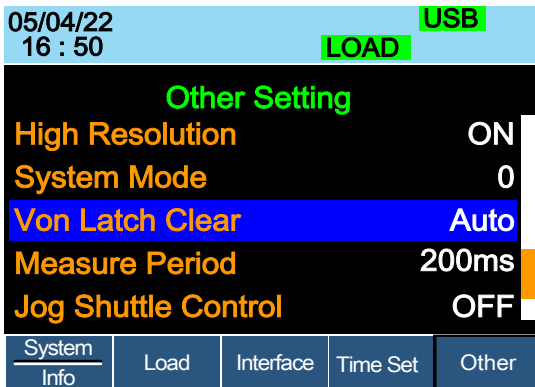 05/04/22 USB
16 : 50 LOAD
Other Setting
High Resolution ON
System Mode 0
Von Latch Clear Auto
Measure Period 200ms
Jog Shuttle Control OFF
System Info Load Interface Time Set Other